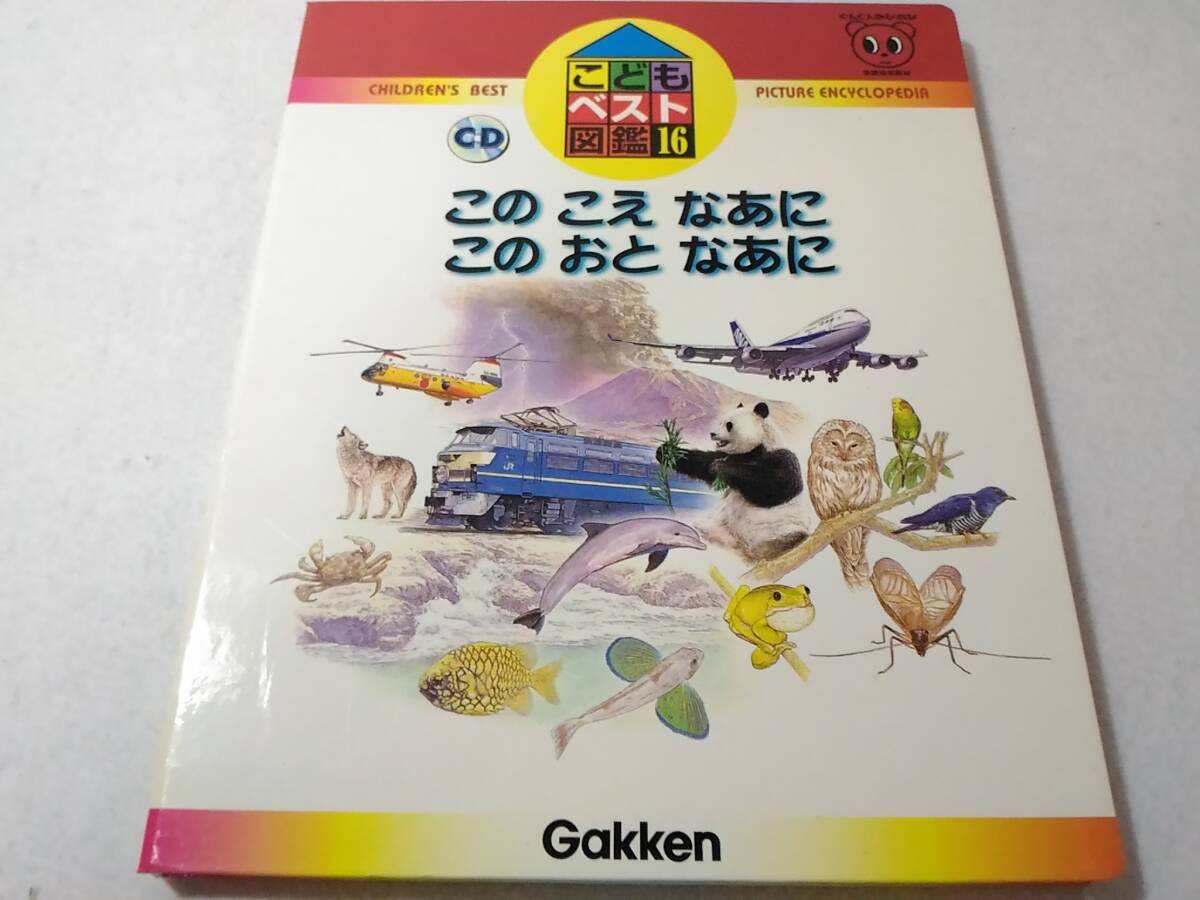 CHILDREN'S BEST
こども
ベスト
図鑑16
PICTURE ENCYCLOPEDIA
CD
この こえ なあに
この おと なあに
JR
Gakken